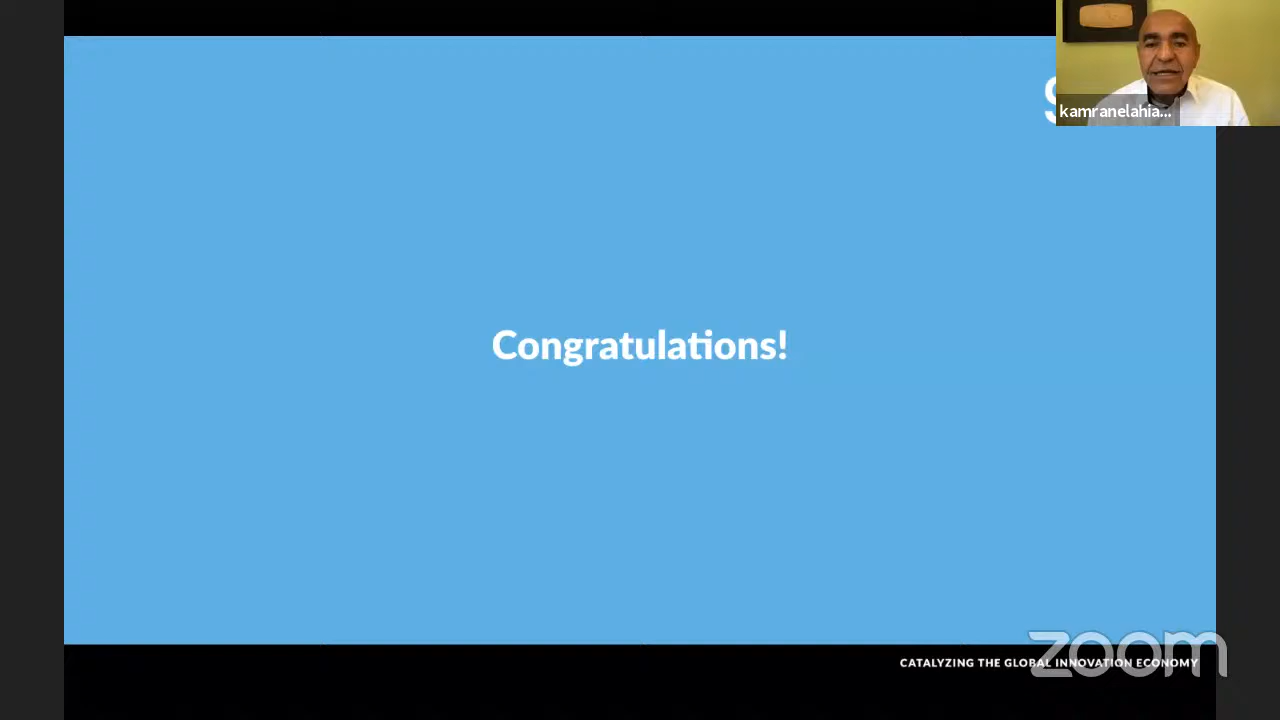 kamranelahia...
Congratulations!
CATALYZING THE GLOBAL INNOVATION ECONOMY
zoom